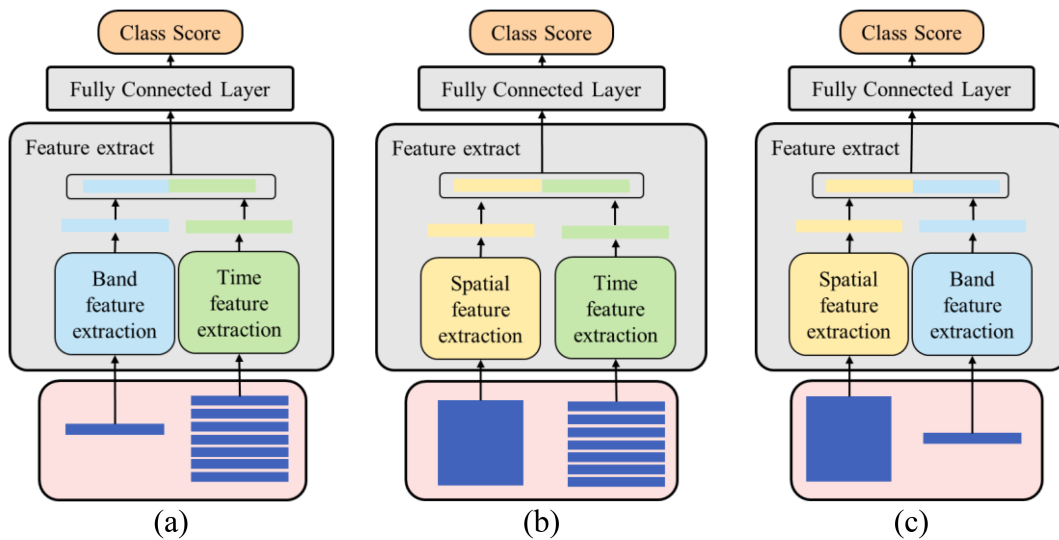 Class Score
Fully Connected Layer
Feature extract
Band
feature
extraction
Time
feature
extraction
(a)
Class Score
Fully Connected Layer
Feature extract
Spatial
feature
extraction
Time
feature
extraction
(b)
Class Score
Fully Connected Layer
Feature extract
Spatial
feature
extraction
Band
feature
extraction
(c)